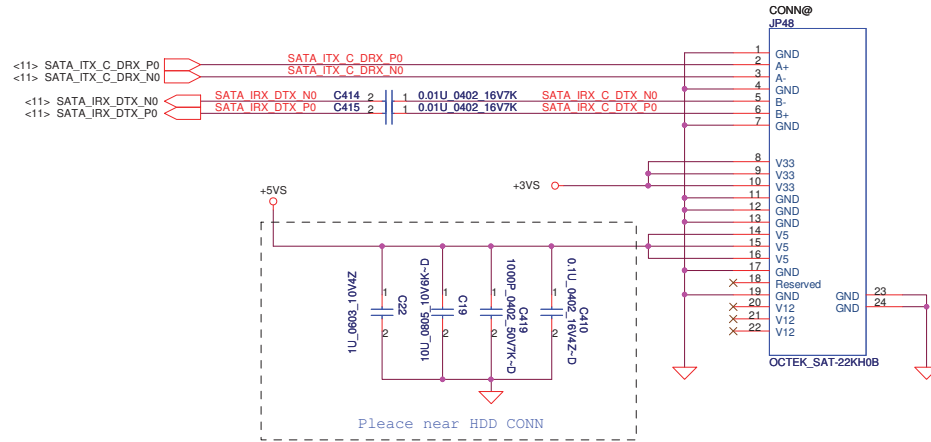 CONN@
JP48
<11> SATA_ITX_C_DRX_P0 SATA_ITX_C_DRX_P0
<11> SATA_ITX_C_DRX_N0 SATA_ITX_C_DRX_N0
<11> SATA_IRX_DTX_N0 SATA_IRX_DTX_N0 C414 2 1 0.01U_0402_16V7K SATA_IRX_C_DTX_N0
<11> SATA_IRX_DTX_P0 SATA_IRX_DTX_P0 C415 2 1 0.01U_0402_16V7K SATA_IRX_C_DTX_P0
1 GND
2 A+
3 A-
4 GND
5 B-
6 B+
7 GND
8 V33
9 V33
+3VS 10 V33
11 GND
12 GND
13 GND
14 V5
15 V5
16 V5
17 GND
18 Reserved
19 GND
20 V12
21 V12
22 V12
GND 23
GND 24
OCTEK_SAT-22KH0B
+5VS
1 2 C22
1U_0603_10V4Z
1 2 C19
10U_0805_10V6K~D
1 2 C419
1000P_0402_50V7K~D
1 2 C410
0.1U_0402_16V4Z~D
Pleace near HDD CONN